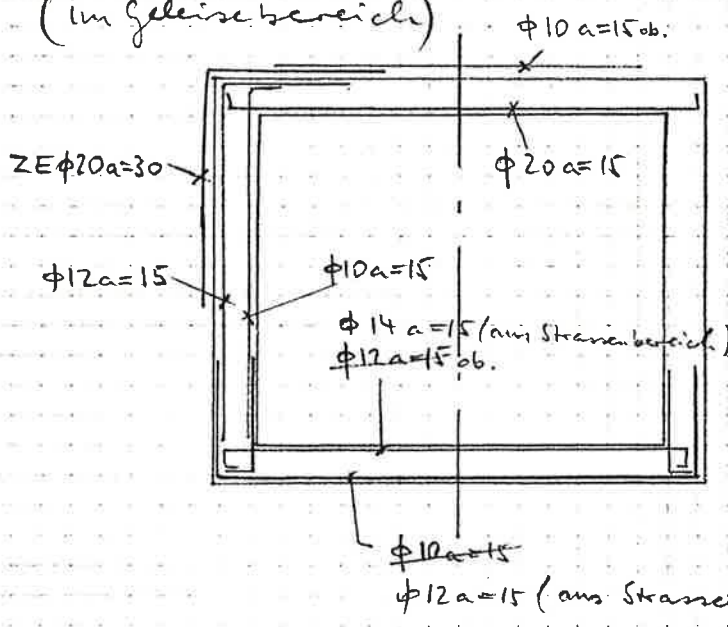 (im Geleisebereich)
ϕ10 a=15 ob.
ZEϕ20a=30
ϕ20 a=15
ϕ12a=15
ϕ10a=15
ϕ14 a=15 (aus Strassenbereich)
ϕ12a=15 ob.
ϕ10a=15
ϕ12a=15 (aus Strasse